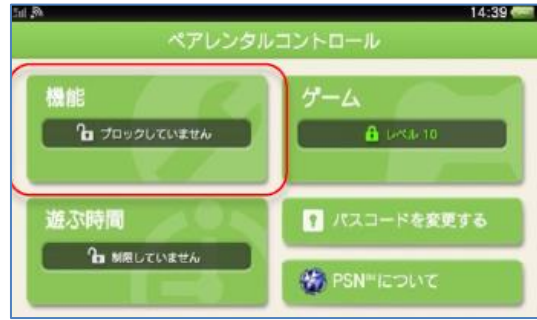 14:39
ペアレンタルコントロール
機能
ブロックしていません
ゲーム
レベル 10
遊ぶ時間
制限していません
パスコードを変更する
PSN™について